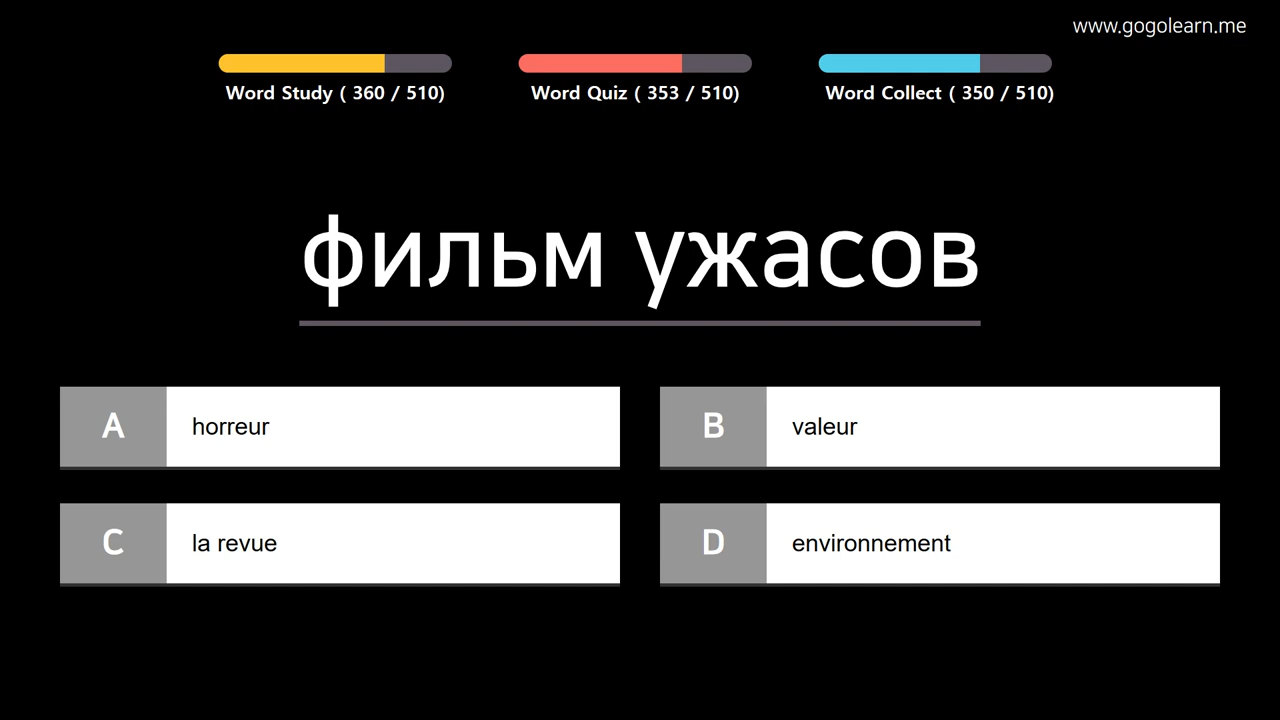 www.gogolearn.me
Word Study ( 360 / 510)
Word Quiz ( 353 / 510)
Word Collect ( 350 / 510)
фильм ужасов
A
horreur
B
valeur
C
la revue
D
environnement